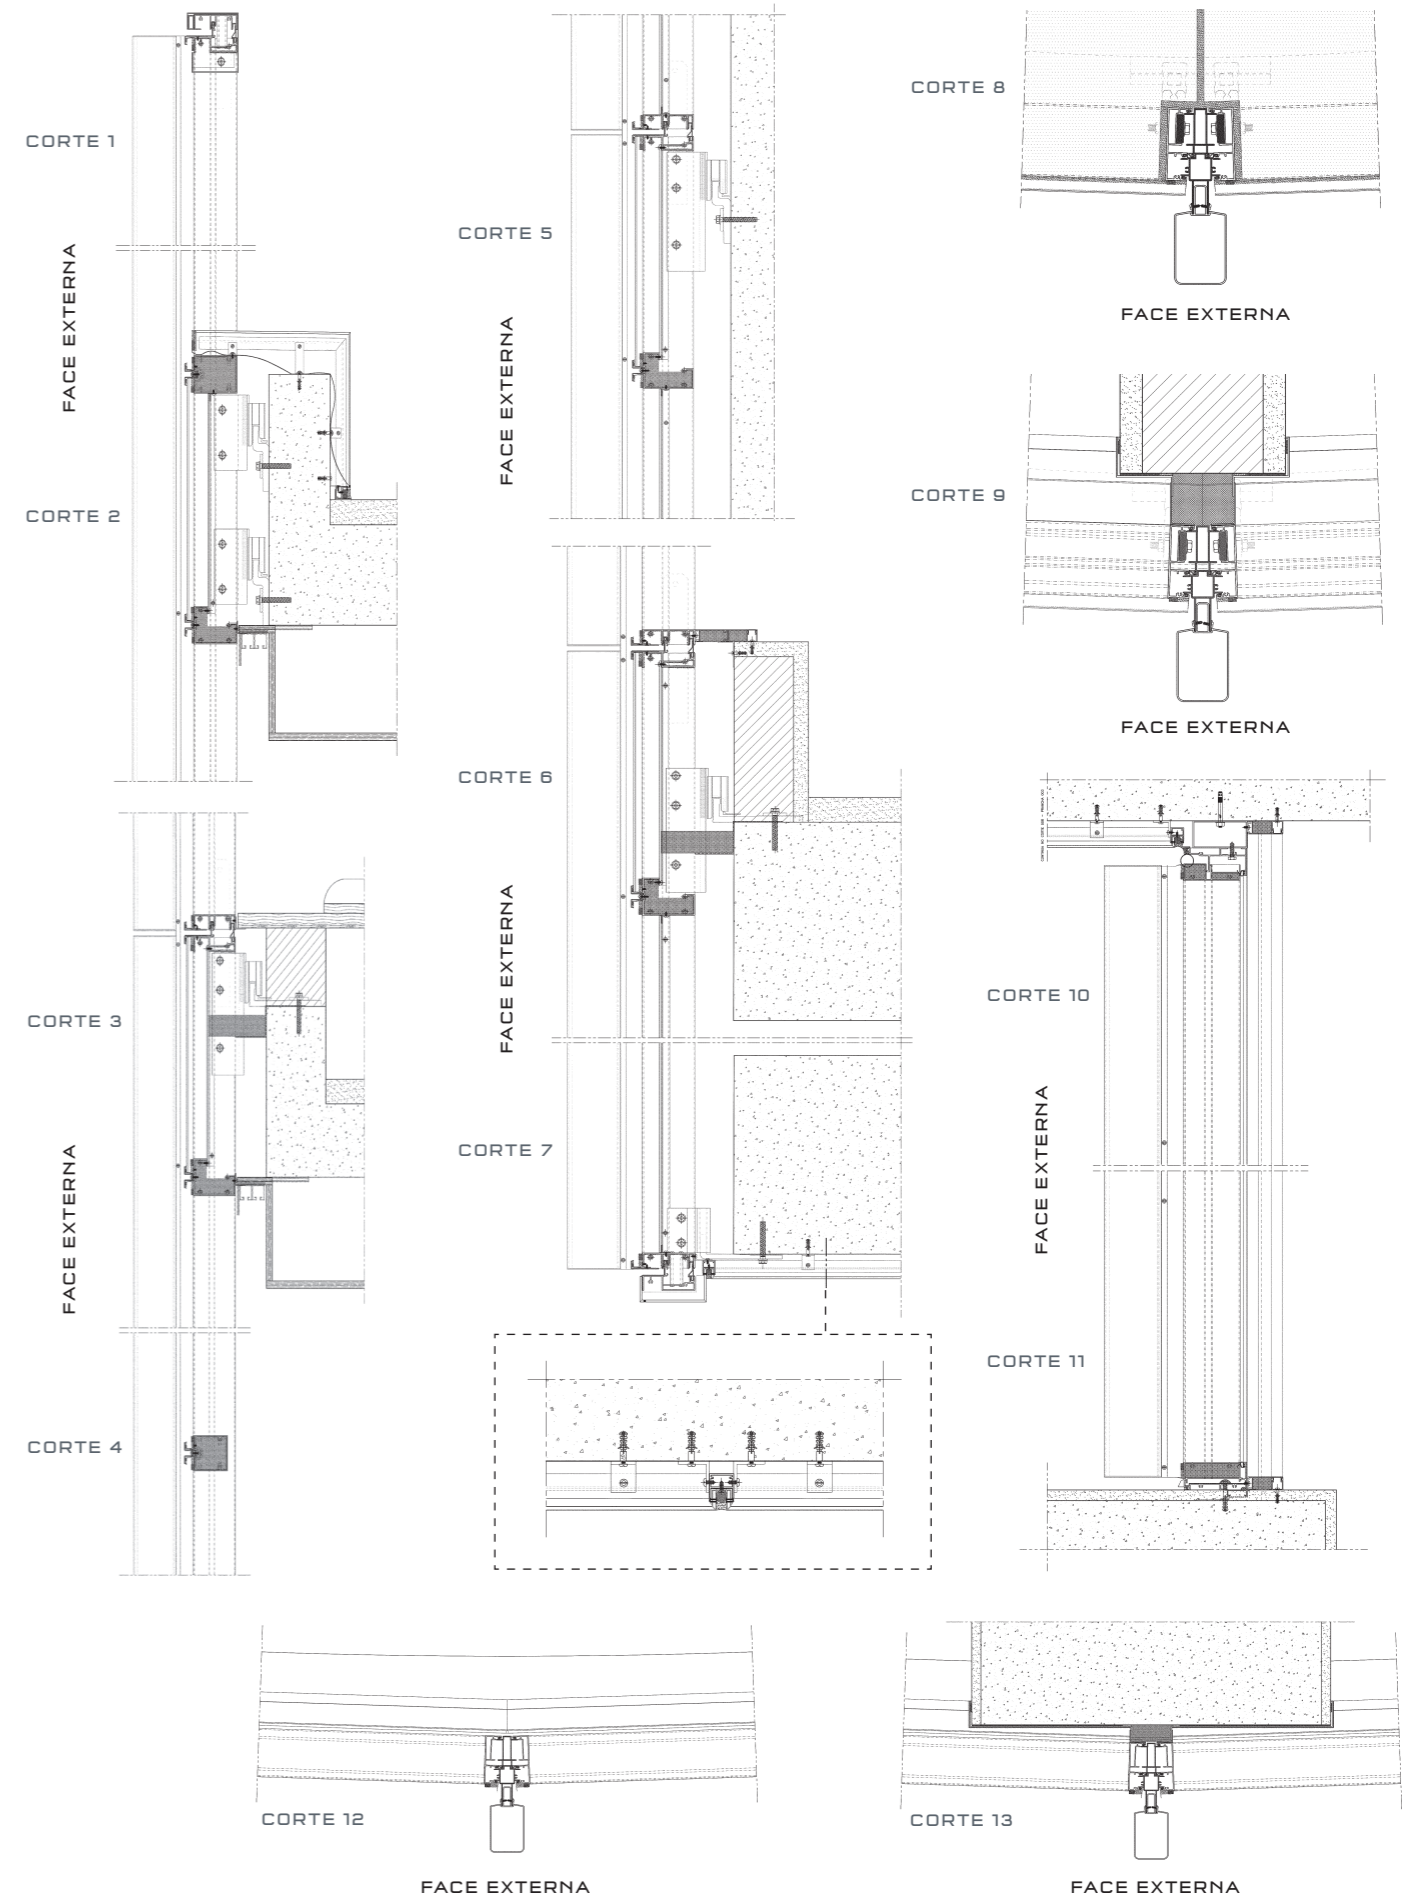 CORTE 1
FACE EXTERNA
CORTE 2
CORTE 3
FACE EXTERNA
CORTE 4
CORTE 5
FACE EXTERNA
CORTE 6
FACE EXTERNA
CORTE 7
CORTE 8
FACE EXTERNA
CORTE 9
FACE EXTERNA
CORTE 10
FACE EXTERNA
CORTE 11
CORTE 12
FACE EXTERNA
CORTE 13
FACE EXTERNA